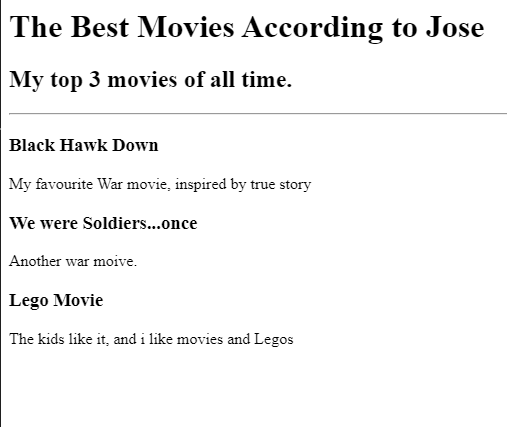 The Best Movies According to Jose
My top 3 movies of all time.
Black Hawk Down
My favourite War movie, inspired by true story
We were Soldiers...once
Another war moive.
Lego Movie
The kids like it, and i like movies and Legos